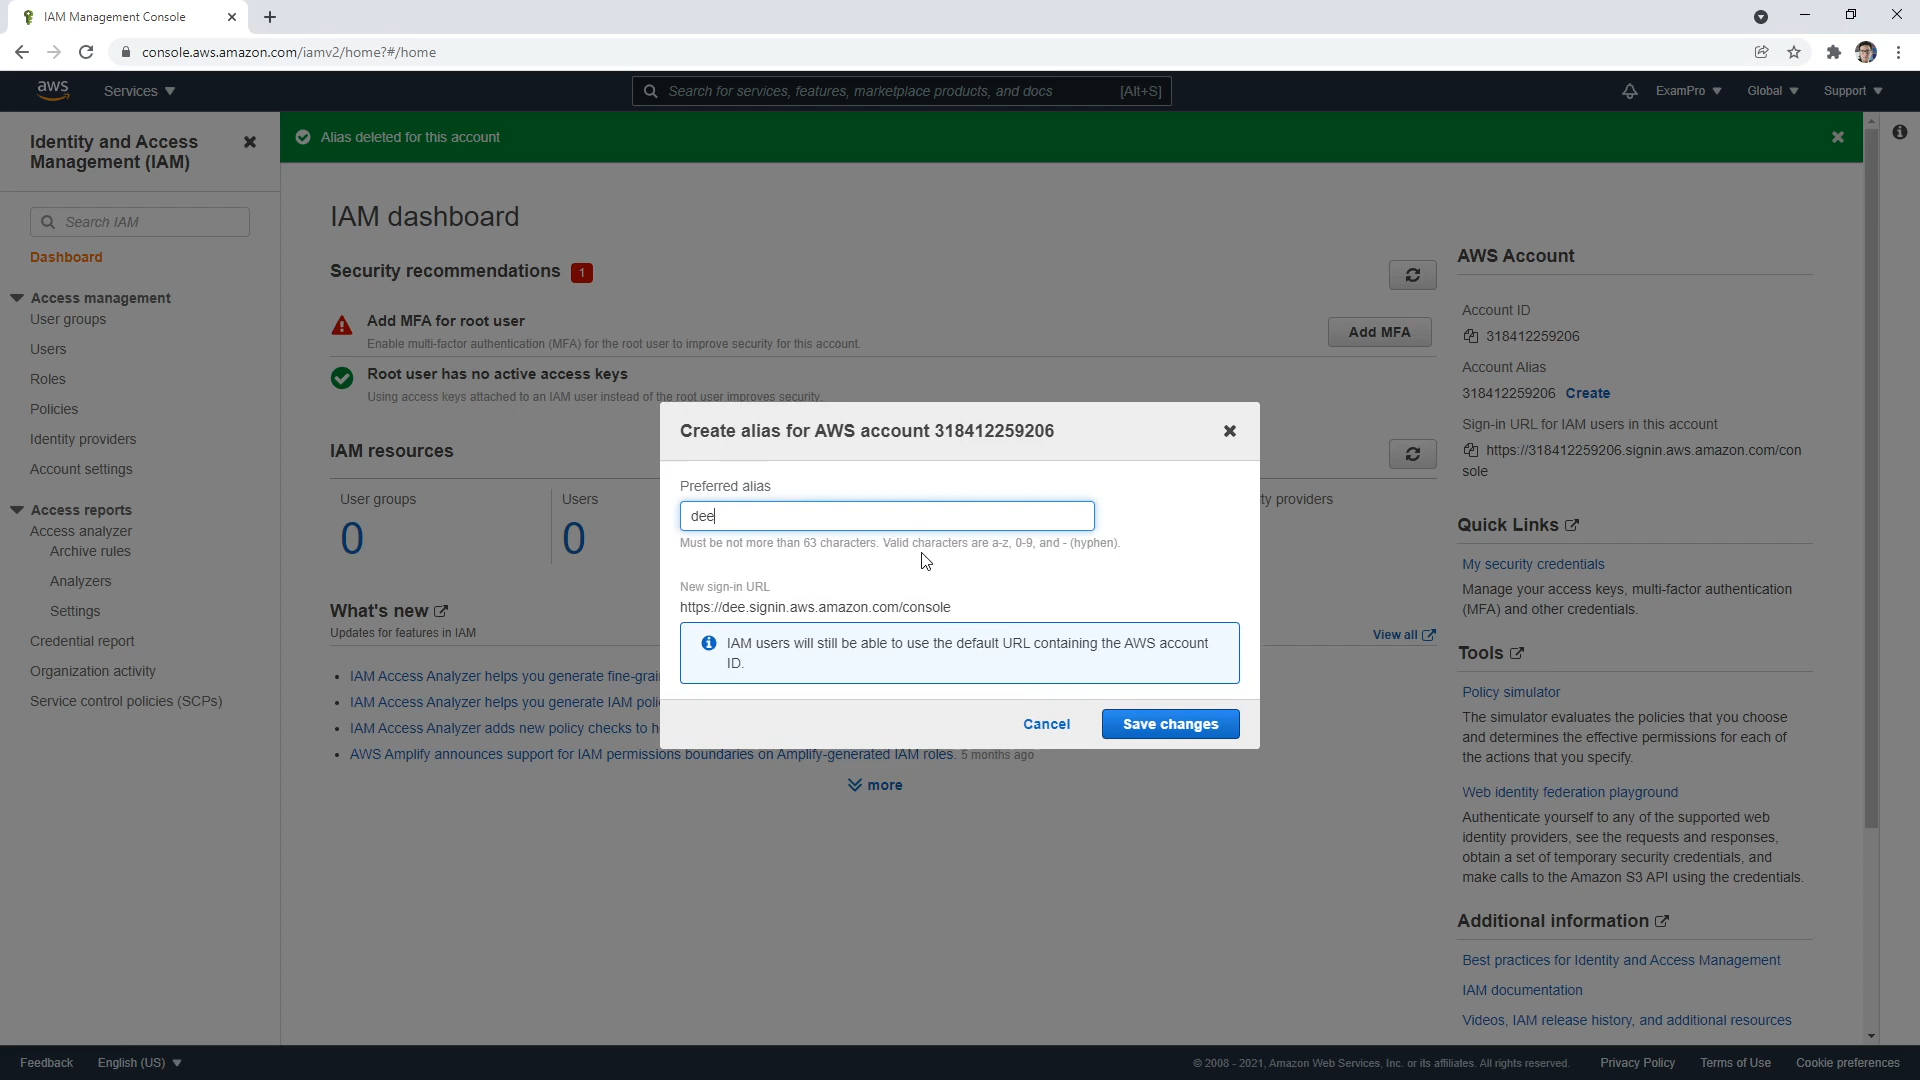 IAM Management Console
console.aws.amazon.com/iamv2/home?#/home
aws
Services
Search for services, features, marketplace products, and docs
[Alt+S]
ExamPro
Global
Support
Identity and Access
Management (IAM)
Search IAM
Dashboard
Access management
User groups
Users
Roles
Policies
Identity providers
Account settings
Access reports
Access analyzer
Archive rules
Analyzers
Settings
Credential report
Organization activity
Service control policies (SCPs)
Alias deleted for this account
IAM dashboard
Security recommendations 1
Add MFA for root user
Enable multi-factor authentication (MFA) for the root user to improve security for this account.
Add MFA
Root user has no active access keys
Using access keys attached to an IAM user instead of the root user improves security.
IAM resources
User groups
0
Users
0
ty providers
What's new
Updates for features in IAM
View all
IAM Access Analyzer helps you generate fine-grai
IAM Access Analyzer helps you generate IAM poli
IAM Access Analyzer adds new policy checks to h
AWS Amplify announces support for IAM permissions boundaries on Amplify-generated IAM roles. 5 months ago
more
Create alias for AWS account 318412259206
Preferred alias
dee
Must be not more than 63 characters. Valid characters are a-z, 0-9, and - (hyphen).
New sign-in URL
https://dee.signin.aws.amazon.com/console
IAM users will still be able to use the default URL containing the AWS account
ID.
Cancel
Save changes
AWS Account
Account ID
318412259206
Account Alias
318412259206 Create
Sign-in URL for IAM users in this account
https://318412259206.signin.aws.amazon.com/con
sole
Quick Links
My security credentials
Manage your access keys, multi-factor authentication
(MFA) and other credentials.
Tools
Policy simulator
The simulator evaluates the policies that you choose
and determines the effective permissions for each of
the actions that you specify.
Web identity federation playground
Authenticate yourself to any of the supported web
identity providers, see the requests and responses,
obtain a set of temporary security credentials, and
make calls to the Amazon S3 API using the credentials.
Additional information
Best practices for Identity and Access Management
IAM documentation
Videos, IAM release history, and additional resources
Feedback
English (US)
© 2008 - 2021, Amazon Web Services, Inc. or its affiliates. All rights reserved.
Privacy Policy
Terms of Use
Cookie preferences